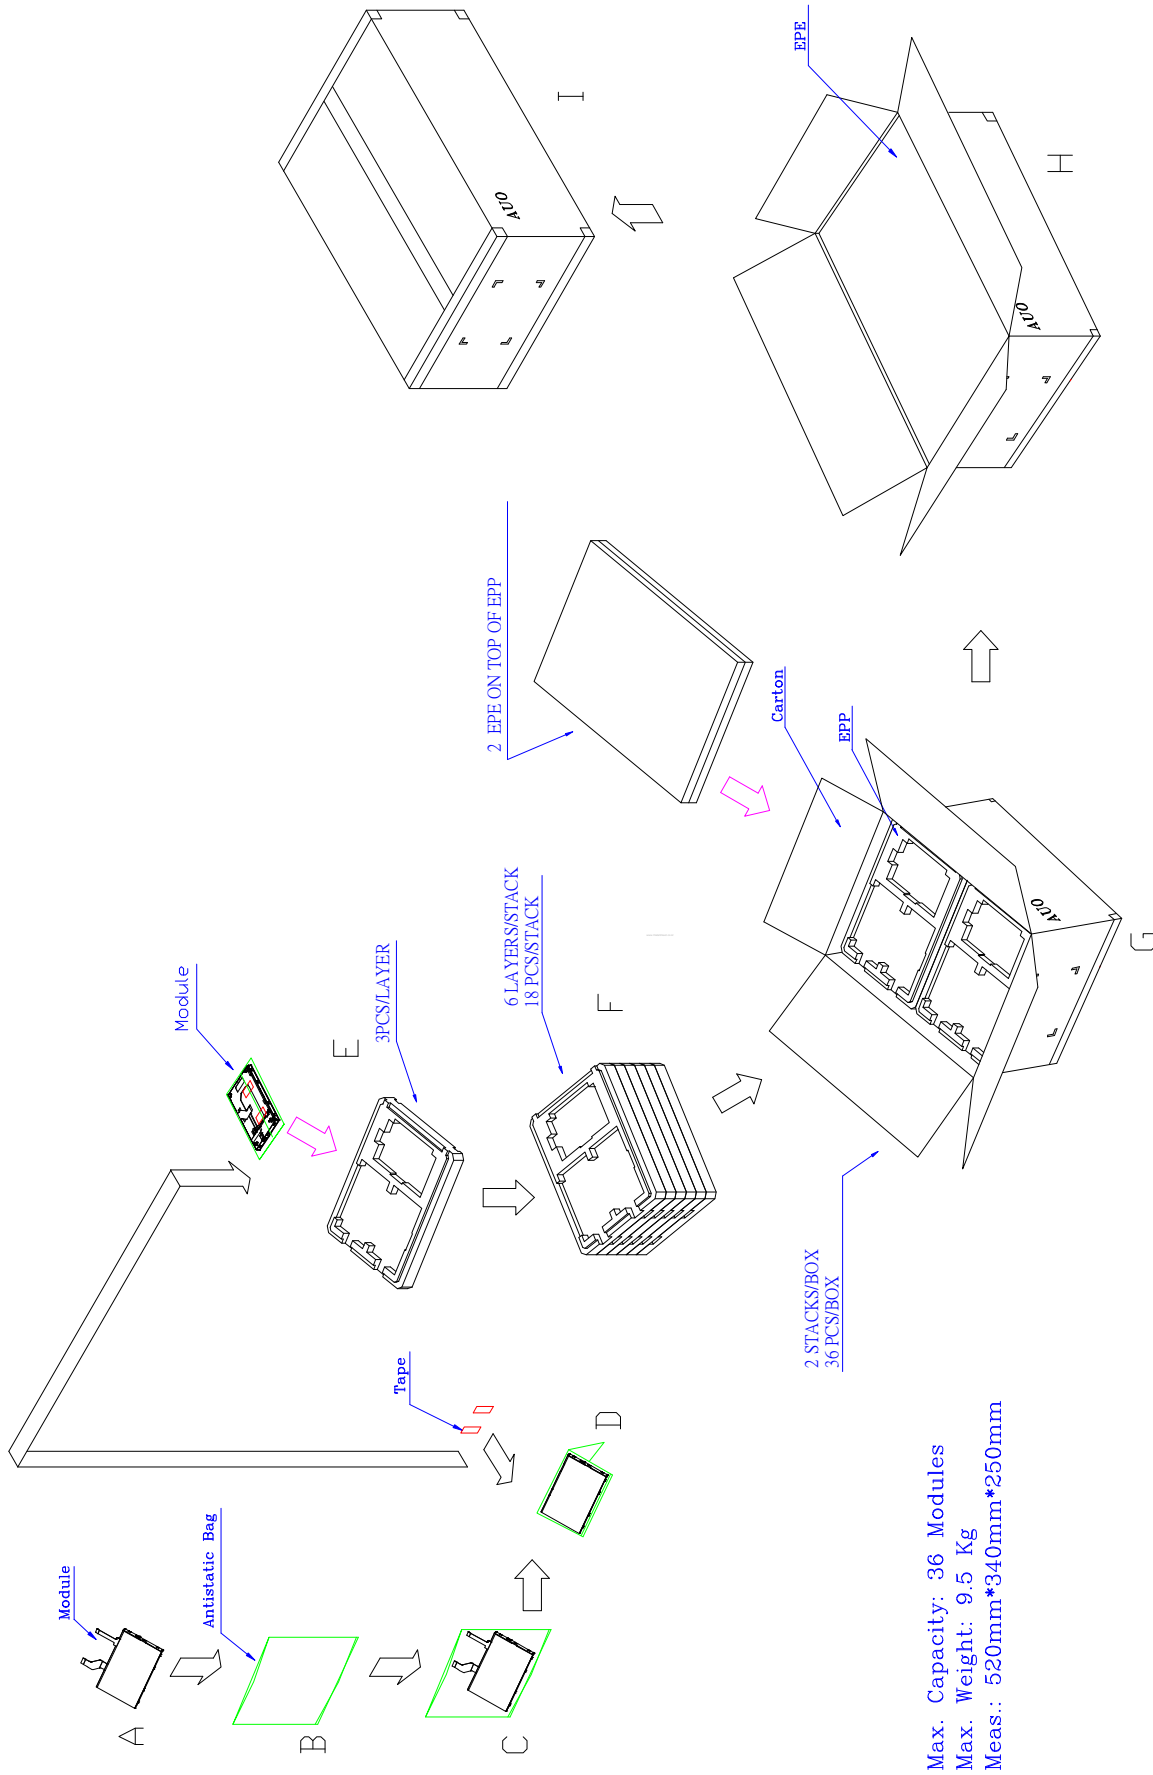 A
Module
B
Antistatic Bag
C
D
Tape
Module
E
3PCS/LAYER
F
6 LAYERS/STACK
18 PCS/STACK
2 EPE ON TOP OF EPP
Carton
EPP
AUO
G
2 STACKS/BOX
36 PCS/BOX
EPE
AUO
H
AUO
I
Max. Capacity: 36 Modules
Max. Weight: 9.5 Kg
Meas.: 520mm*340mm*250mm